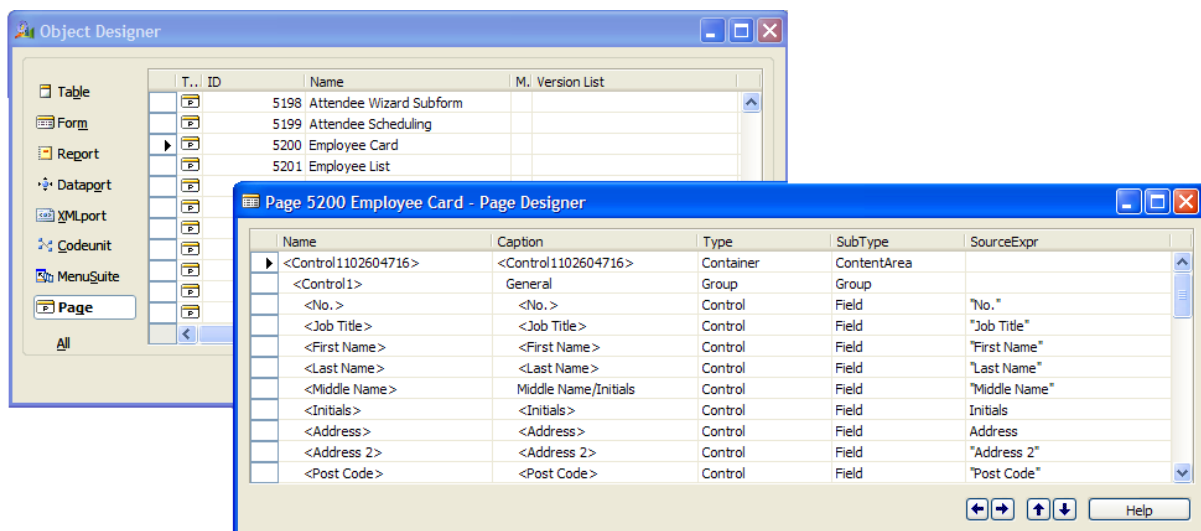 Object Designer
T.. ID Name M. Version List
Table
Form
Report
Dataport
XMLport
Codeunit
MenuSuite
Page
All
5198 Attendee Wizard Subform
5199 Attendee Scheduling
5200 Employee Card
5201 Employee List
Page 5200 Employee Card - Page Designer
Name Caption Type SubType SourceExpr
<Control1102604716> <Control1102604716> Container ContentArea
<Control1> General Group Group
<No.> <No.> Control Field "No."
<Job Title> <Job Title> Control Field "Job Title"
<First Name> <First Name> Control Field "First Name"
<Last Name> <Last Name> Control Field "Last Name"
<Middle Name> Middle Name/Initials Control Field "Middle Name"
<Initials> <Initials> Control Field Initials
<Address> <Address> Control Field Address
<Address 2> <Address 2> Control Field "Address 2"
<Post Code> <Post Code> Control Field "Post Code"
Help